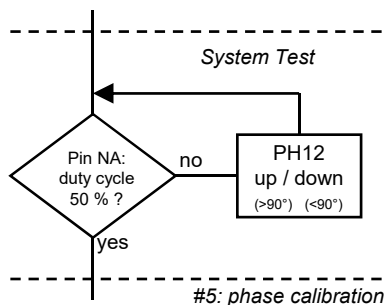 System Test
Pin NA:
duty cycle
50 % ?
no
PH12
up / down
(>90°) (<90°)
yes
#5: phase calibration